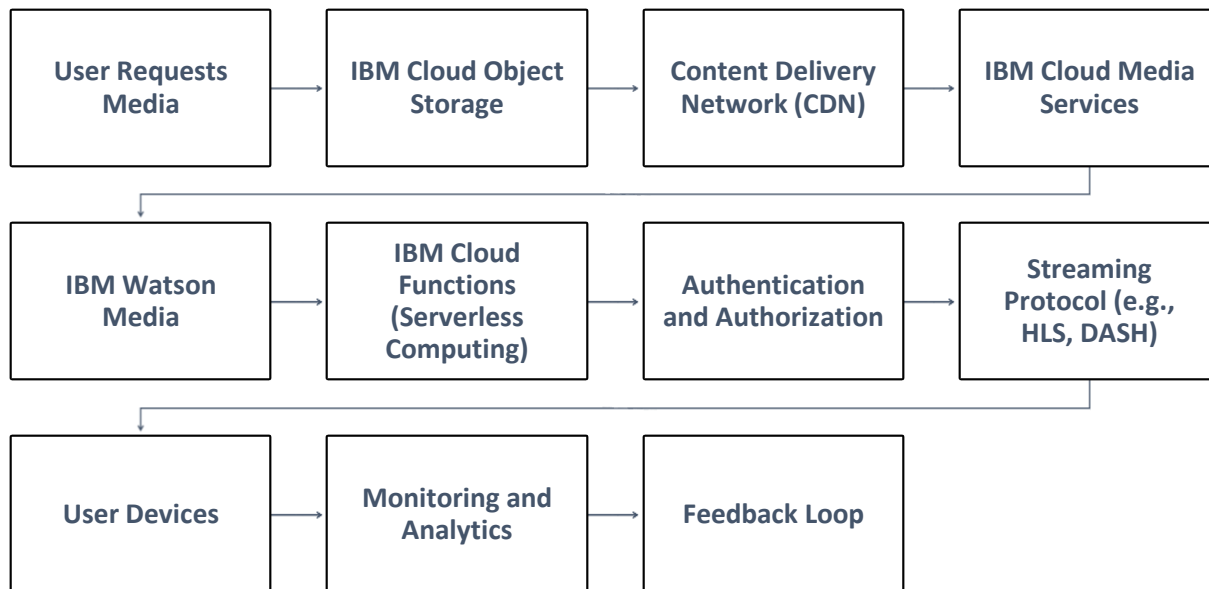 User Requests
Media
IBM Cloud Object
Storage
Content Delivery
Network (CDN)
IBM Cloud Media
Services
IBM Watson
Media
IBM Cloud
Functions
(Serverless
Computing)
Authentication
and Authorization
Streaming
Protocol (e.g.,
HLS, DASH)
User Devices
Monitoring and
Analytics
Feedback Loop